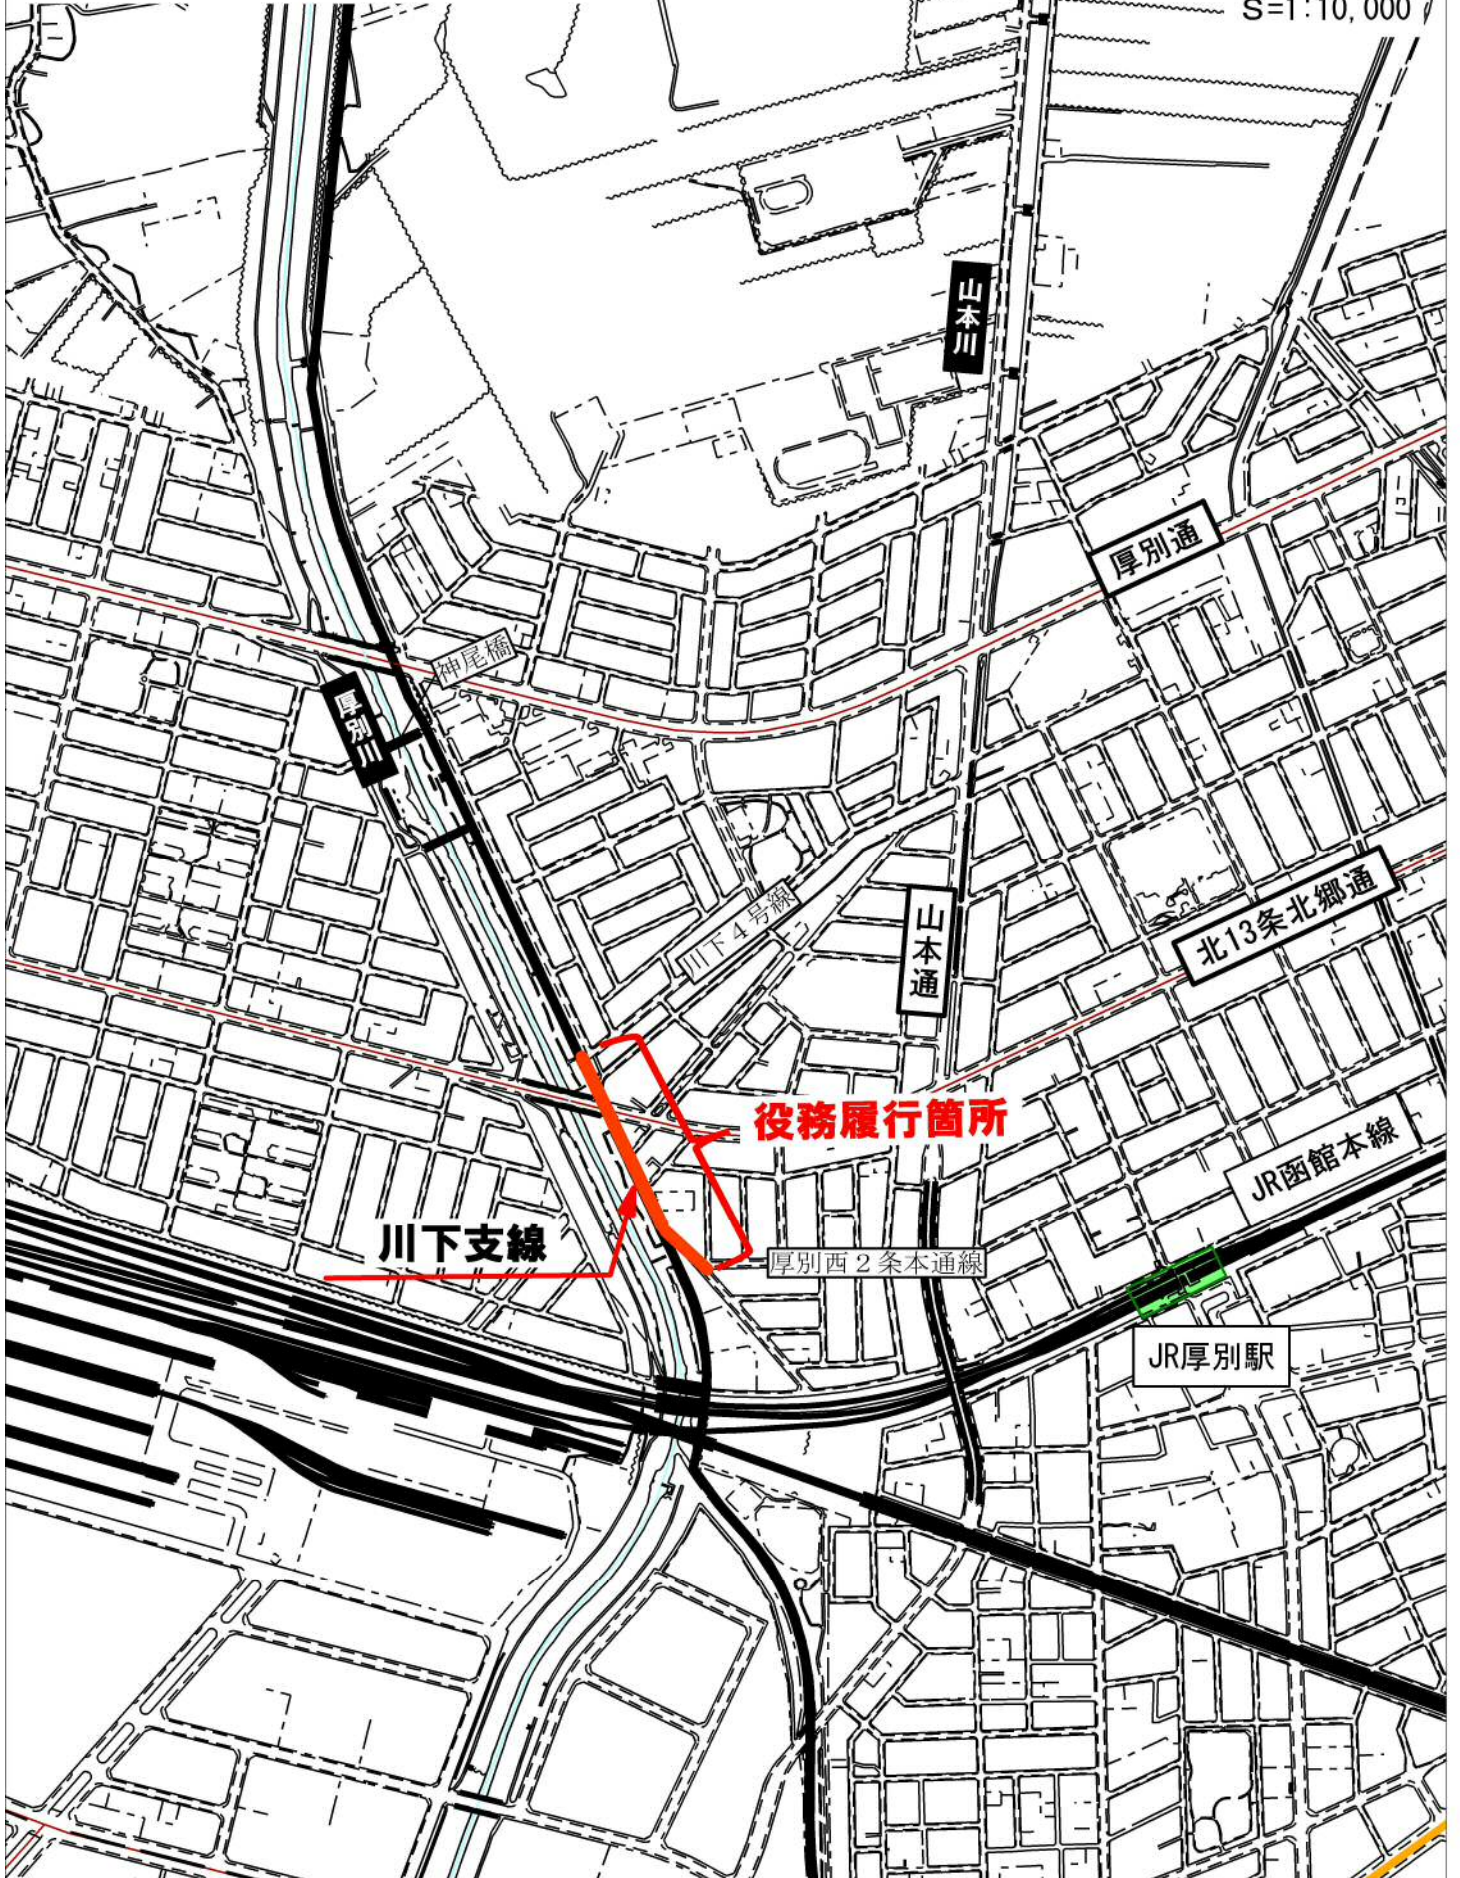 S=1:10,000
山本川
厚別通
神尾橋
厚別川
北13条北郷通
川下4号線
山本通
役務履行箇所
JR函館本線
川下支線
厚別西2条本通線
JR厚別駅